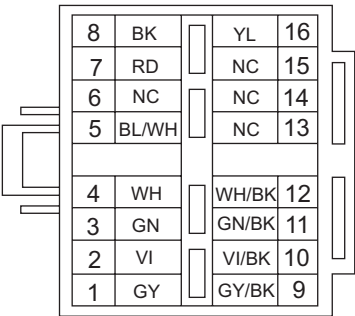 8 BK YL 16
7 RD NC 15
6 NC NC 14
5 BL/WH NC 13
4 WH WH/BK 12
3 GN GN/BK 11
2 VI VI/BK 10
1 GY GY/BK 9